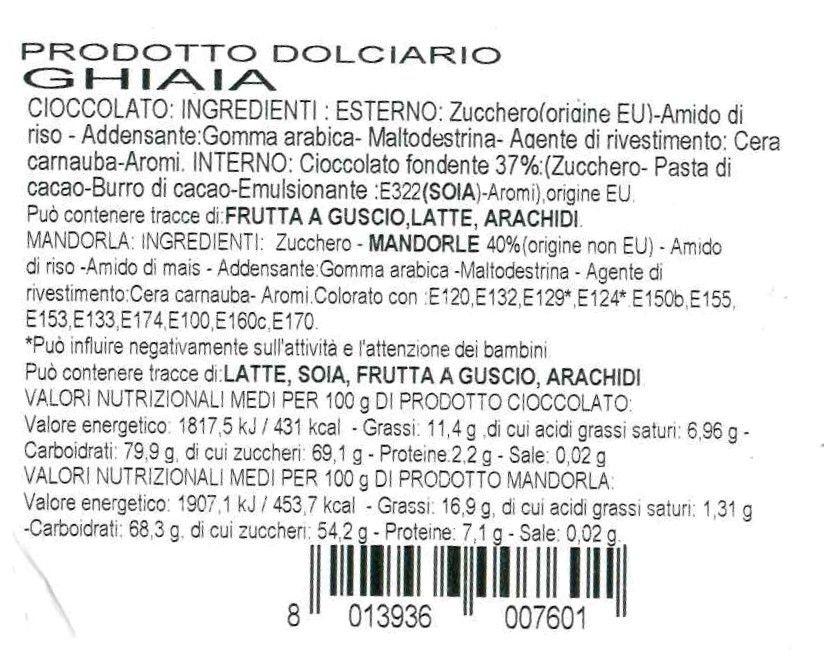 PRODOTTO DOLCIARIO
GHIAIA
CIOCCOLATO: INGREDIENTI : ESTERNO: Zucchero(origine EU)-Amido di
riso - Addensante:Gomma arabica- Maltodestrina- Agente di rivestimento: Cera
carnauba-Aromi. INTERNO: Cioccolato fondente 37%:(Zucchero- Pasta di
cacao-Burro di cacao-Emulsionante :E322(SOIA)-Aromi),origine EU.
Può contenere tracce di:FRUTTA A GUSCIO,LATTE, ARACHIDI.
MANDORLA: INGREDIENTI: Zucchero - MANDORLE 40%(origine non EU) - Amido
di riso -Amido di mais - Addensante:Gomma arabica -Maltodestrina - Agente di
rivestimento:Cera carnauba- Aromi.Colorato con :E120,E132,E129*,E124*.E150b,E155,
E153,E133,E174,E100,E160c,E170.
*Può influire negativamente sull'attività e l'attenzione dei bambini
Può contenere tracce di:LATTE, SOIA, FRUTTA A GUSCIO, ARACHIDI.
VALORI NUTRIZIONALI MEDI PER 100 g DI PRODOTTO CIOCCOLATO:
Valore energetico: 1817,5 kJ / 431 kcal - Grassi: 11,4 g ,di cui acidi grassi saturi: 6,96 g -
Carboidrati: 79,9 g, di cui zuccheri: 69,1 g - Proteine:2,2 g - Sale: 0,02 g
VALORI NUTRIZIONALI MEDI PER 100 g DI PRODOTTO MANDORLA:
Valore energetico: 1907,1 kJ / 453,7 kcal - Grassi: 16,9 g, di cui acidi grassi saturi: 1,31 g
-Carboidrati: 68,3 g, di cui zuccheri: 54,2 g - Proteine: 7,1 g - Sale: 0,02 g.
8 013936 007601